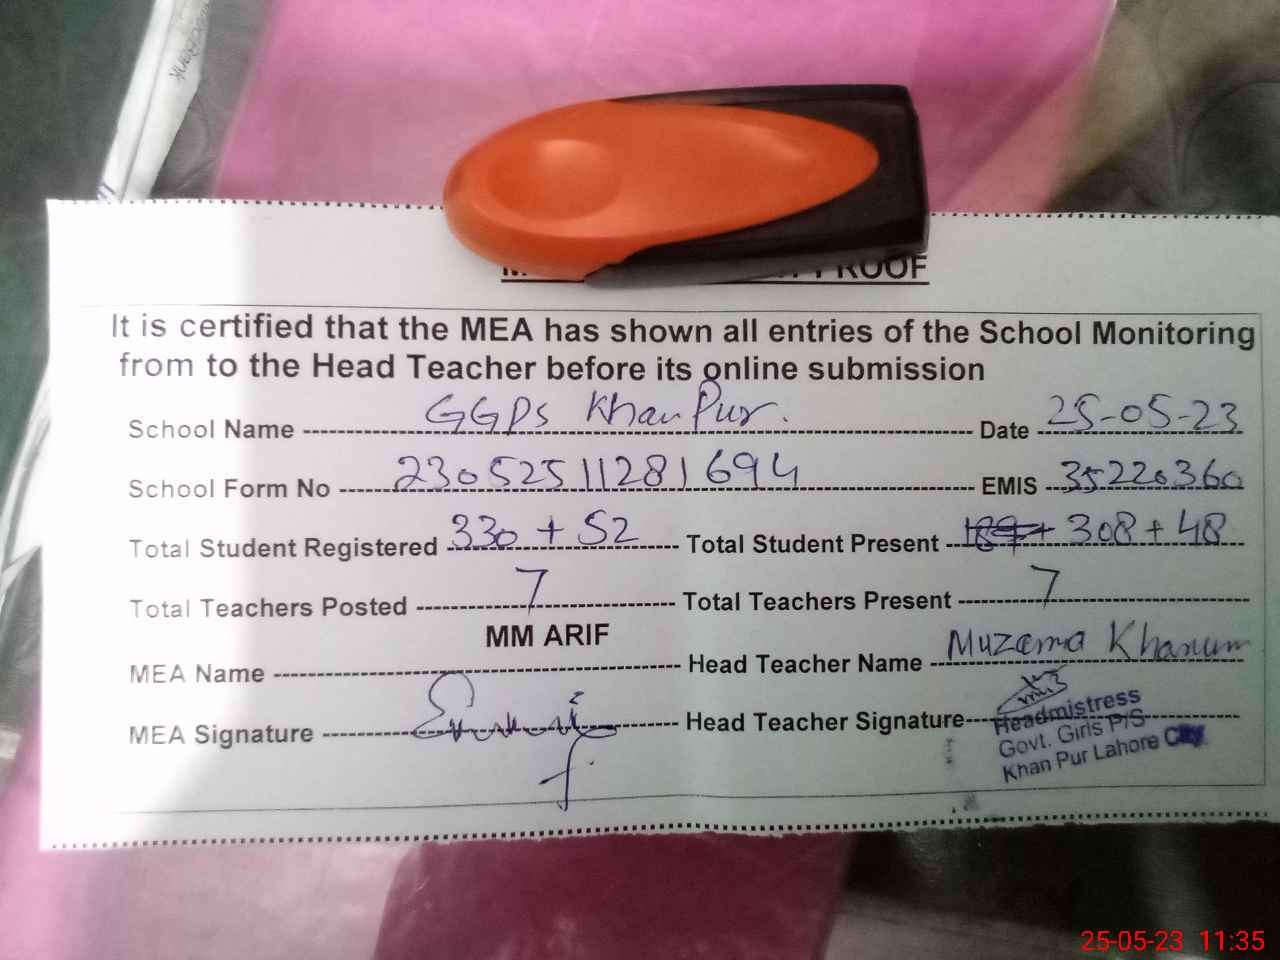 PROOF
It is certified that the MEA has shown all entries of the School Monitoring
from to the Head Teacher before its online submission
School Name GGPS Khan Pur. Date 25-05-23
School Form No 23052511281694 EMIS 35220360
Total Student Registered 330 + 52 Total Student Present 308 + 48
Total Teachers Posted 7 Total Teachers Present 7
MM ARIF
MEA Name Head Teacher Name Muzama Khanum
MEA Signature Head Teacher Signature
Headmistress
Govt. Girls P/S
Khan Pur Lahore City
25-05-23 11:35